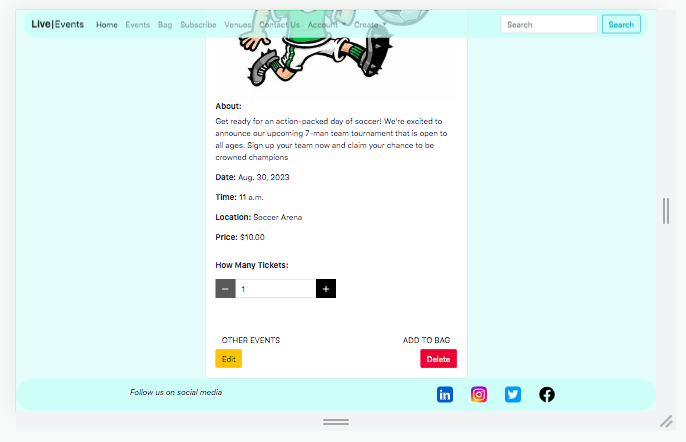 Live|Events Home Events Bag Subscribe Venues Contact Us Account Create Search Search
About:
Get ready for an action-packed day of soccer! We're excited to
announce our upcoming 7-man team tournament that is open to
all ages. Sign up your team now and claim your chance to be
crowned champions
Date: Aug. 30, 2023
Time: 11 a.m.
Location: Soccer Arena
Price: $10.00
How Many Tickets:
− 1 +
OTHER EVENTS ADD TO BAG
Edit Delete
Follow us on social media in